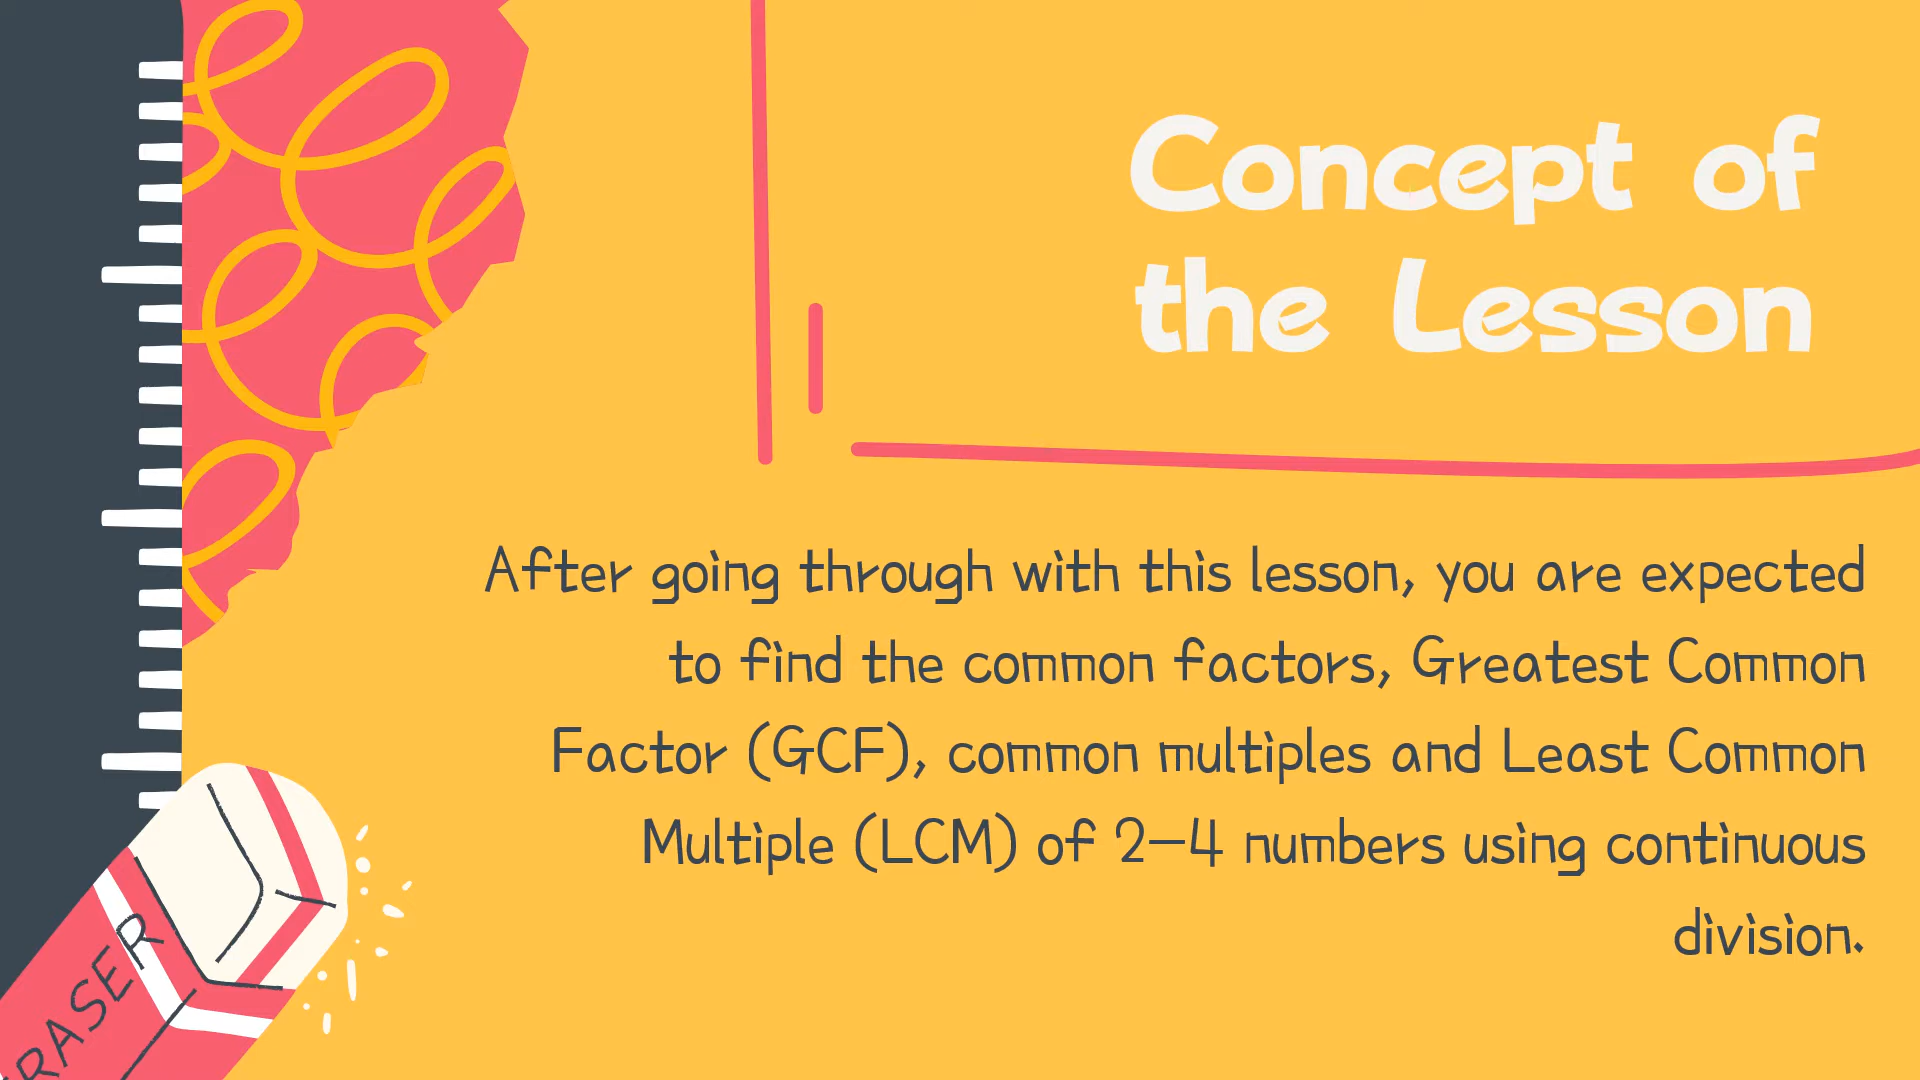 Concept of
the Lesson
After going through with this lesson, you are expected
to find the common factors, Greatest Common
Factor (GCF), common multiples and Least Common
Multiple (LCM) of 2–4 numbers using continuous
division.
RASER